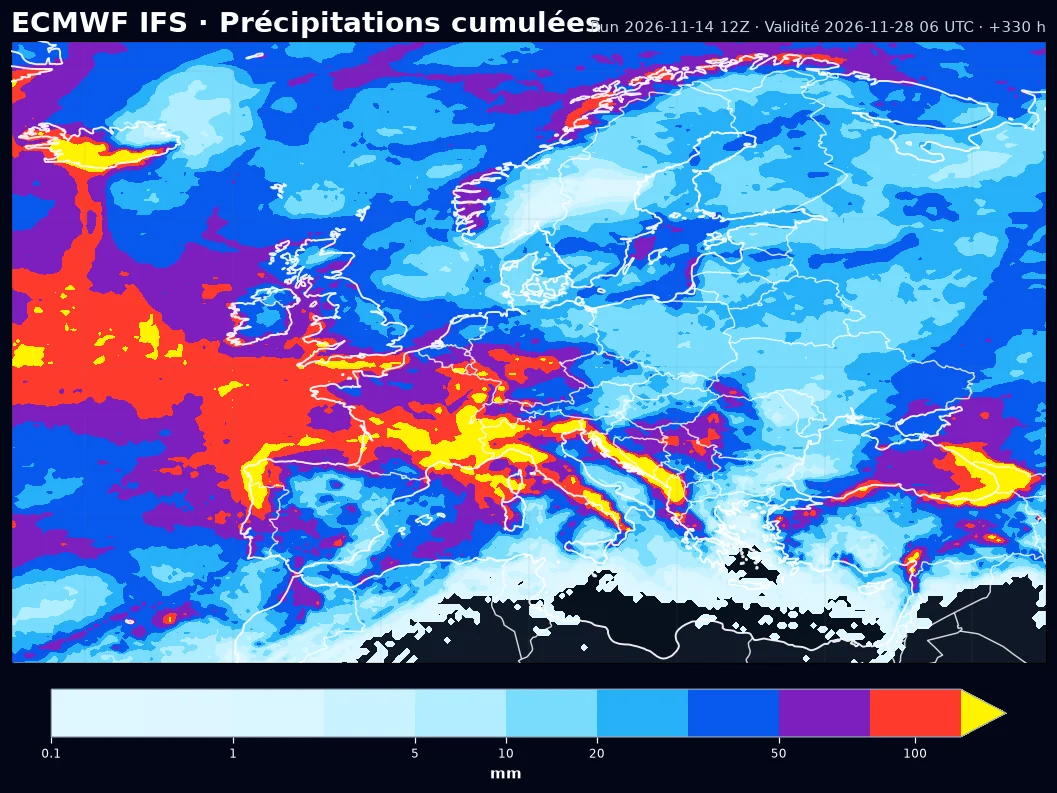 ECMWF IFS · Précipitations cumulées
Run 2026-11-14 12Z · Validité 2026-11-28 06 UTC · +330 h
0.1 1 5 10 20 50 100
mm